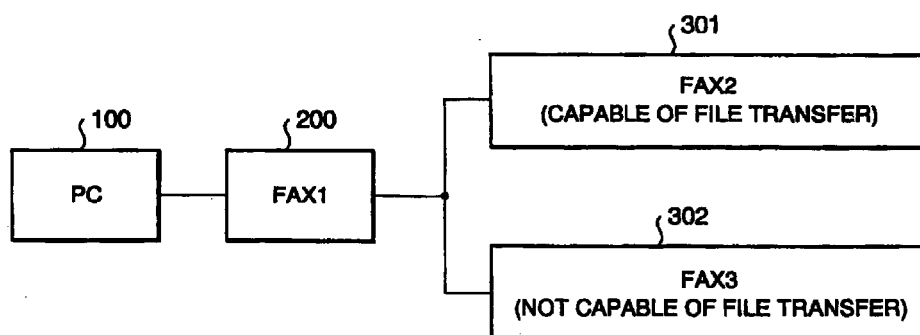 301
FAX2
(CAPABLE OF FILE TRANSFER)
100
200
PC
FAX1
302
FAX3
(NOT CAPABLE OF FILE TRANSFER)